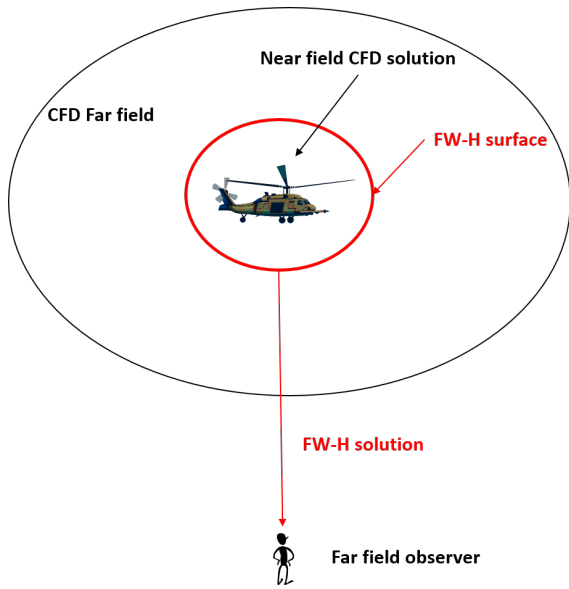 Near field CFD solution
CFD Far field
FW-H surface
FW-H solution
Far field observer